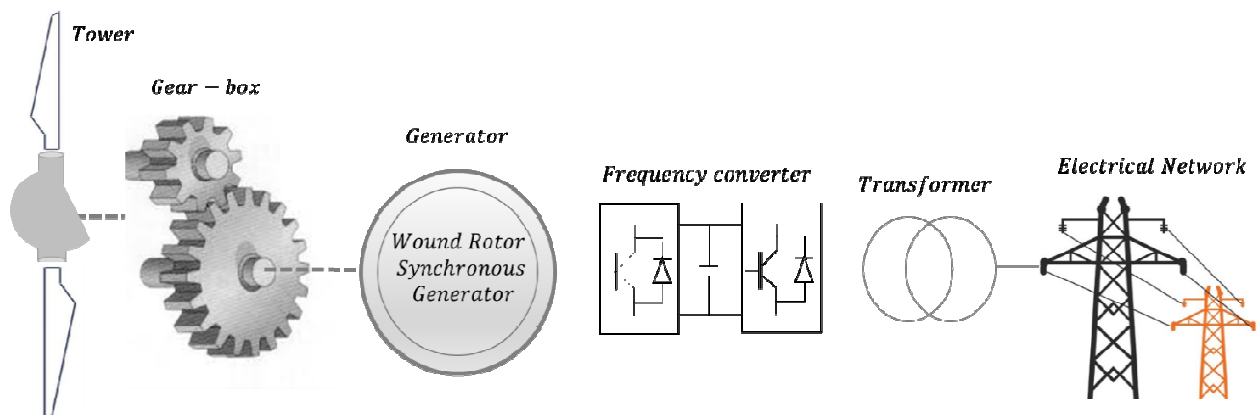 Tower
Gear − box
Generator
Frequency converter
Transformer
Electrical Network
Wound Rotor
Synchronous
Generator